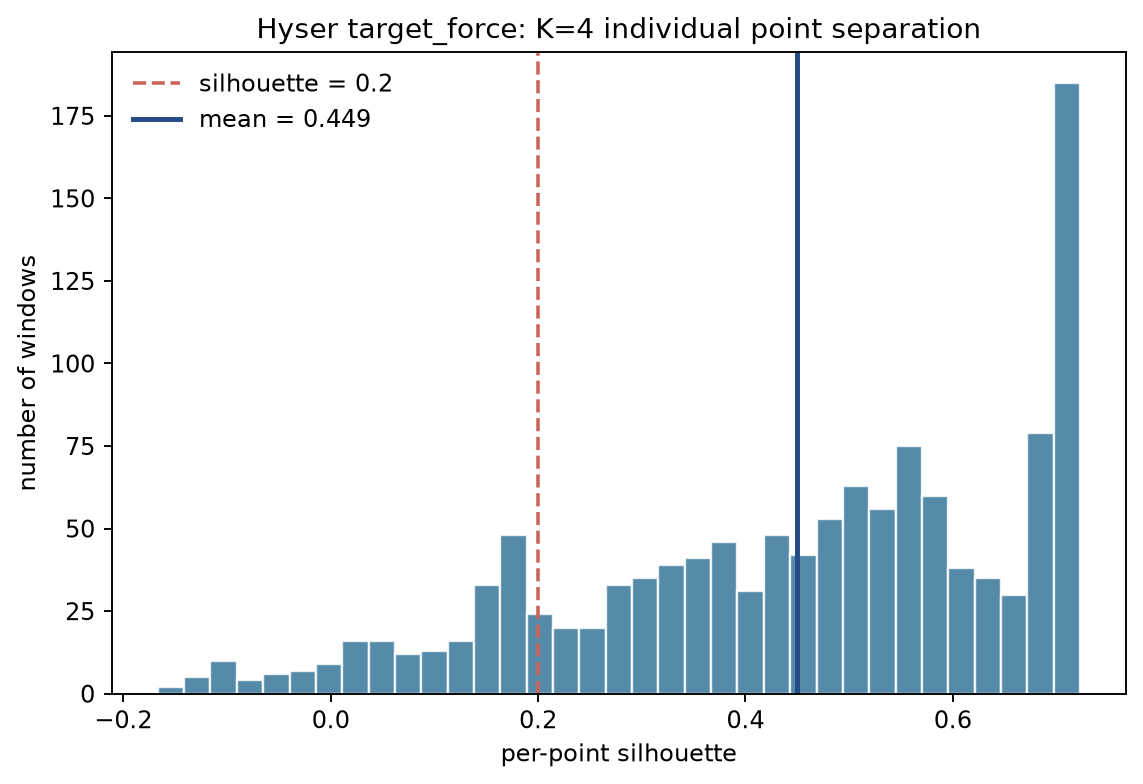 Hyser target_force: K=4 individual point separation
silhouette = 0.2
mean = 0.449
number of windows
175
150
125
100
75
50
25
0
−0.2
0.0
0.2
0.4
0.6
per-point silhouette